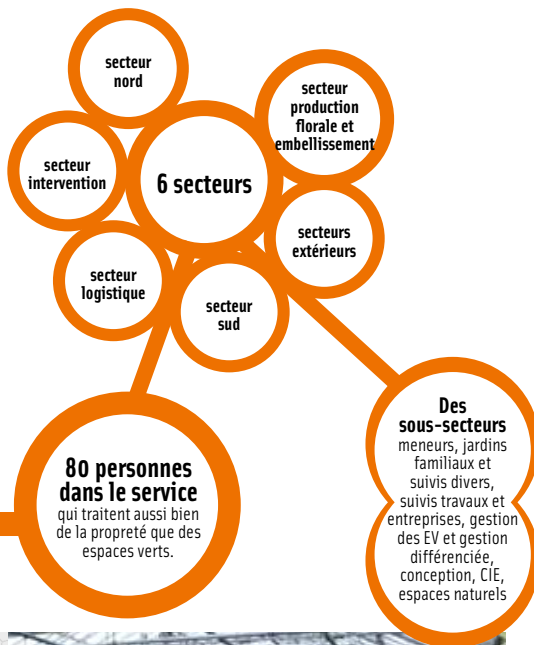 secteur
nord
secteur
production
florale et
embellissement
secteur
intervention
6 secteurs
secteurs
extérieurs
secteur
logistique
secteur
sud
80 personnes
dans le service
qui traitent aussi bien
de la propreté que des
espaces verts.
Des
sous-secteurs
meneurs, jardins
familiaux et
suivis divers,
suivis travaux et
entreprises, gestion
des EV et gestion
différenciée,
conception, CIE,
espaces naturels